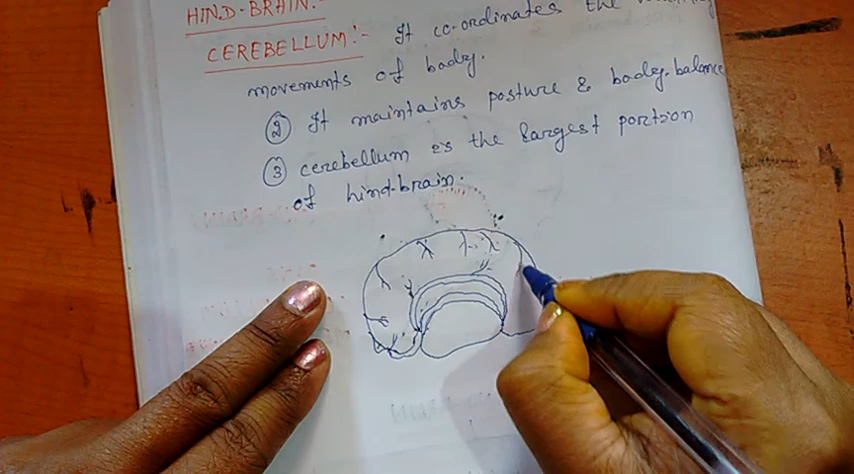 HIND-BRAIN:-
CEREBELLUM:- It co-ordinates the
movements of body.
② It maintains posture & body-balance
③ cerebellum is the largest portion
of hind-brain.